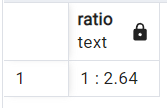 ratio
text
1
1 : 2.64